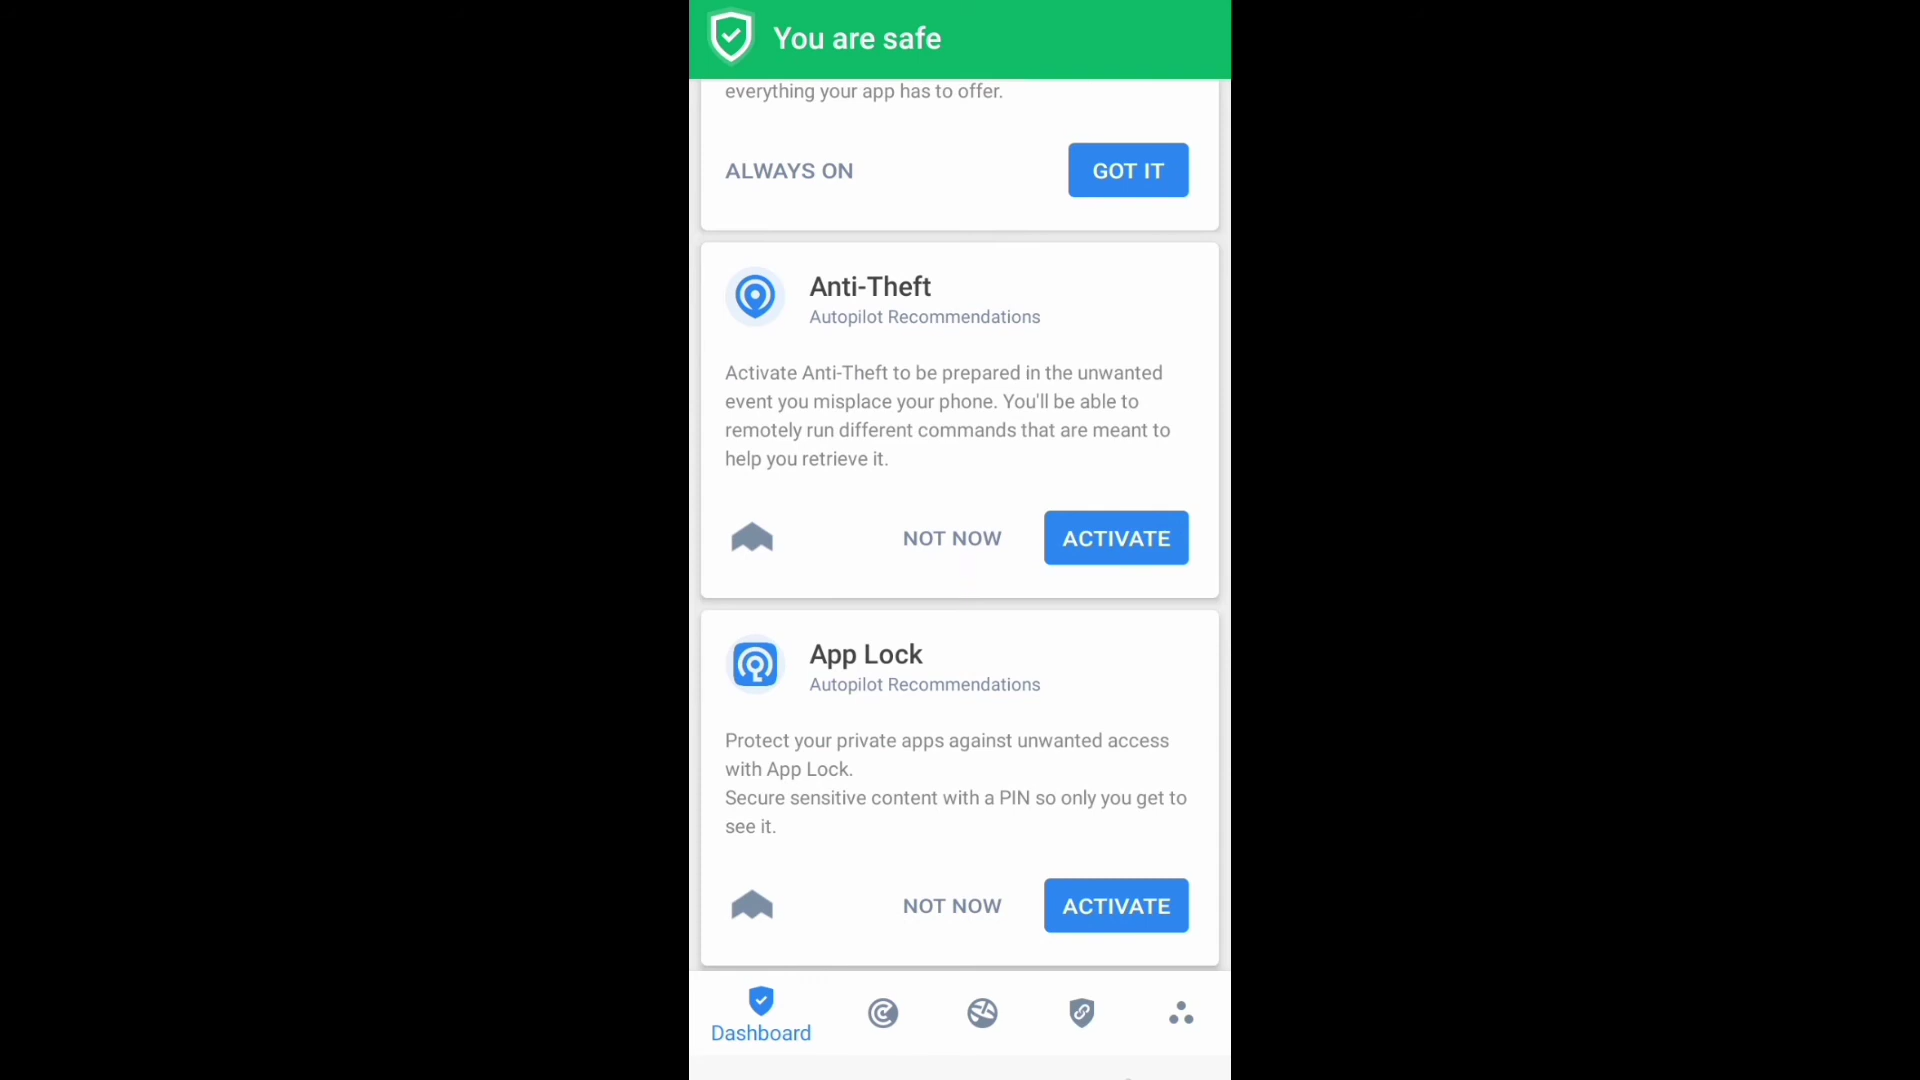 You are safe
everything your app has to offer.
ALWAYS ON
GOT IT
Anti-Theft
Autopilot Recommendations
Activate Anti-Theft to be prepared in the unwanted
event you misplace your phone. You'll be able to
remotely run different commands that are meant to
help you retrieve it.
NOT NOW
ACTIVATE
App Lock
Autopilot Recommendations
Protect your private apps against unwanted access
with App Lock.
Secure sensitive content with a PIN so only you get to
see it.
NOT NOW
ACTIVATE
Dashboard